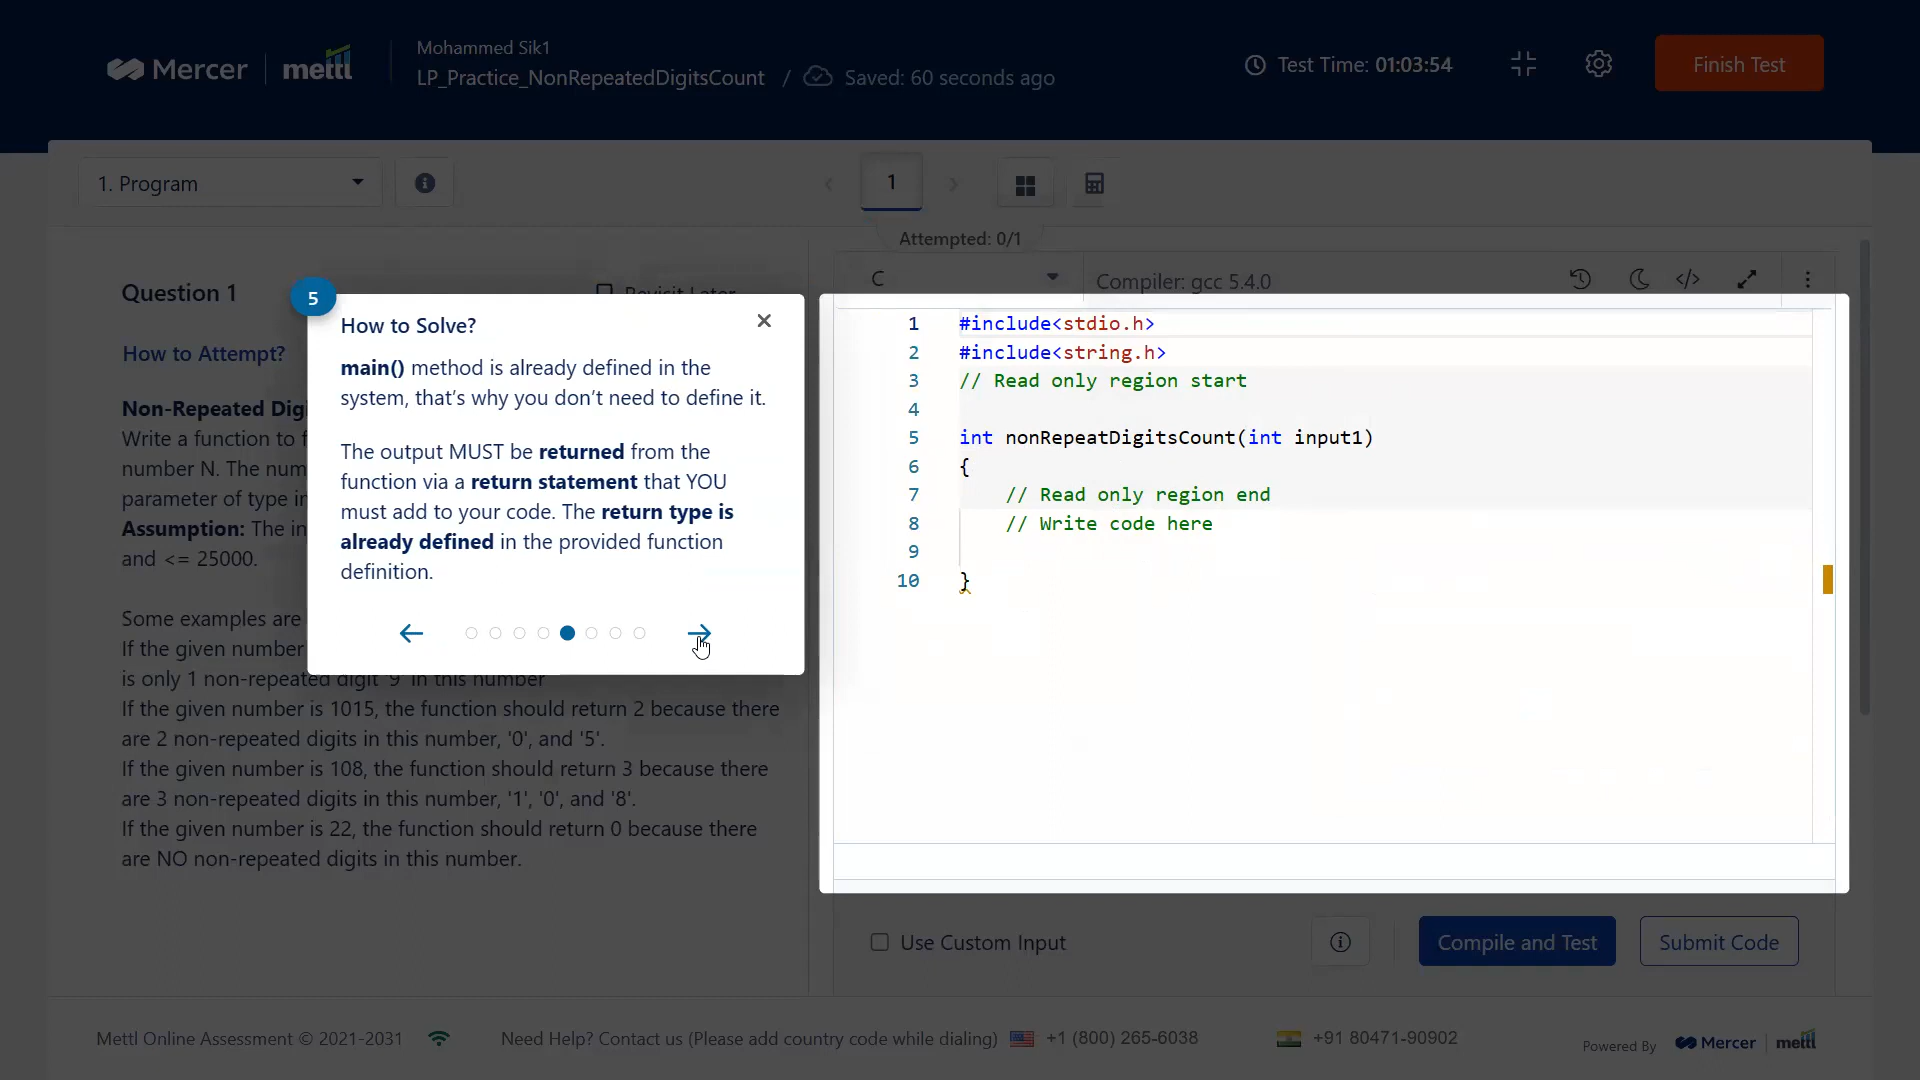 Mercer mettl
Mohammed Sik1
LP_Practice_NonRepeatedDigitsCount / Saved: 60 seconds ago
Test Time: 01:03:54
Finish Test
1. Program
1
Attempted: 0/1
Question 1
Revisit Later
How to Attempt?
Non-Repeated Digi
Write a function to f
number N. The num
parameter of type in
Assumption: The in
and <= 25000.
Some examples are
If the given number
is only 1 non-repeated digit '9' in this number
If the given number is 1015, the function should return 2 because there
are 2 non-repeated digits in this number, '0', and '5'.
If the given number is 108, the function should return 3 because there
are 3 non-repeated digits in this number, '1', '0', and '8'.
If the given number is 22, the function should return 0 because there
are NO non-repeated digits in this number.
5
How to Solve?
main() method is already defined in the
system, that's why you don't need to define it.
The output MUST be returned from the
function via a return statement that YOU
must add to your code. The return type is
already defined in the provided function
definition.
C
Compiler: gcc 5.4.0
1 #include<stdio.h>
2 #include<string.h>
3 // Read only region start
4
5 int nonRepeatDigitsCount(int input1)
6 {
7 // Read only region end
8 // Write code here
9
10 }
Use Custom Input
Compile and Test
Submit Code
Mettl Online Assessment © 2021-2031
Need Help? Contact us (Please add country code while dialing) +1 (800) 265-6038 +91 80471-90902
Powered By Mercer mettl